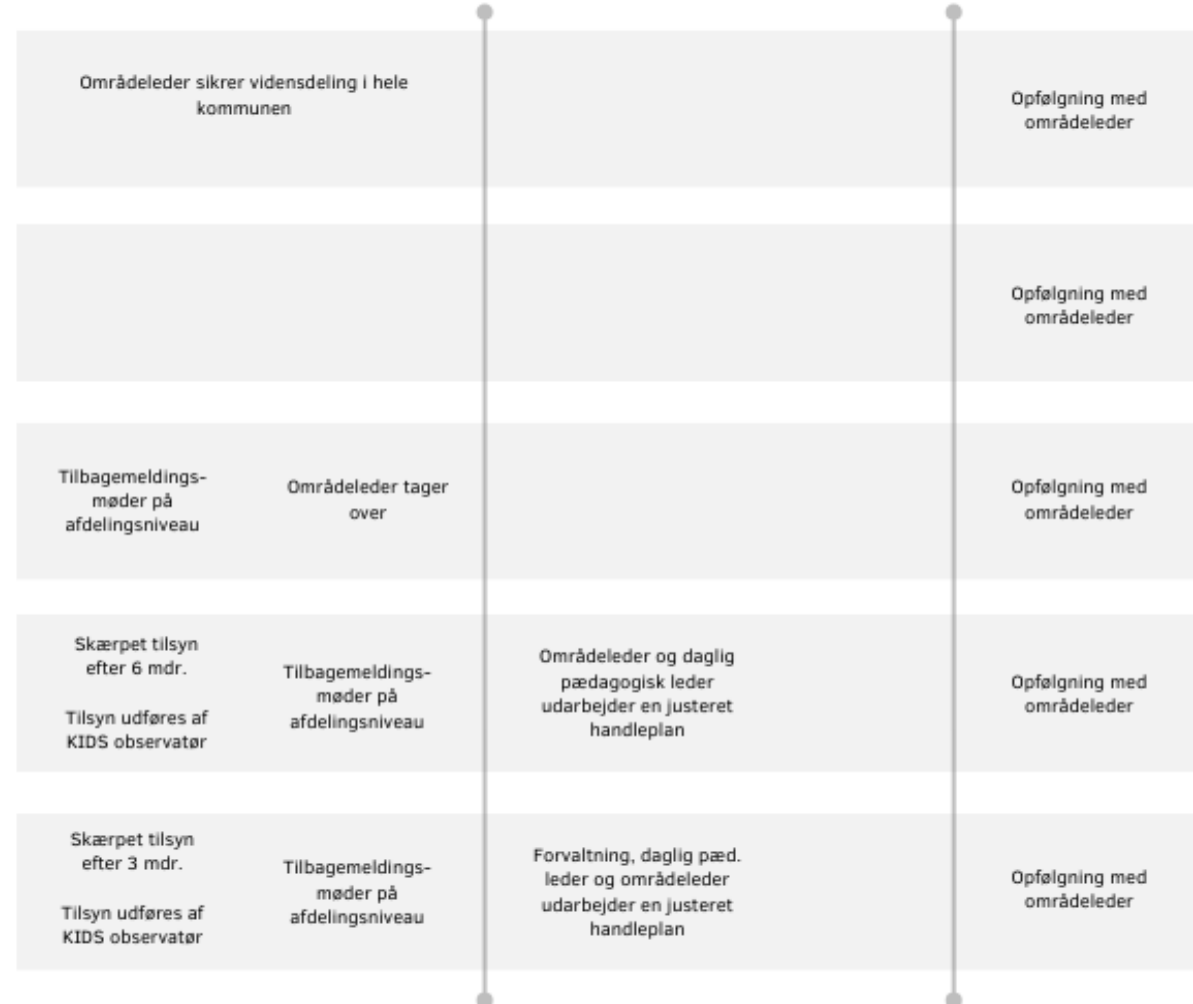 Områdeleder sikrer vidensdeling i hele
kommunen
Opfølgning med
områdeleder
Opfølgning med
områdeleder
Tilbagemeldings-
møder på
afdelingsniveau
Områdeleder tager
over
Opfølgning med
områdeleder
Skærpet tilsyn
efter 6 mdr.
Tilsyn udføres af
KIDS observatør
Tilbagemeldings-
møder på
afdelingsniveau
Områdeleder og daglig
pædagogisk leder
udarbejder en justeret
handleplan
Opfølgning med
områdeleder
Skærpet tilsyn
efter 3 mdr.
Tilsyn udføres af
KIDS observatør
Tilbagemeldings-
møder på
afdelingsniveau
Forvaltning, daglig pæd.
leder og områdeleder
udarbejder en justeret
handleplan
Opfølgning med
områdeleder